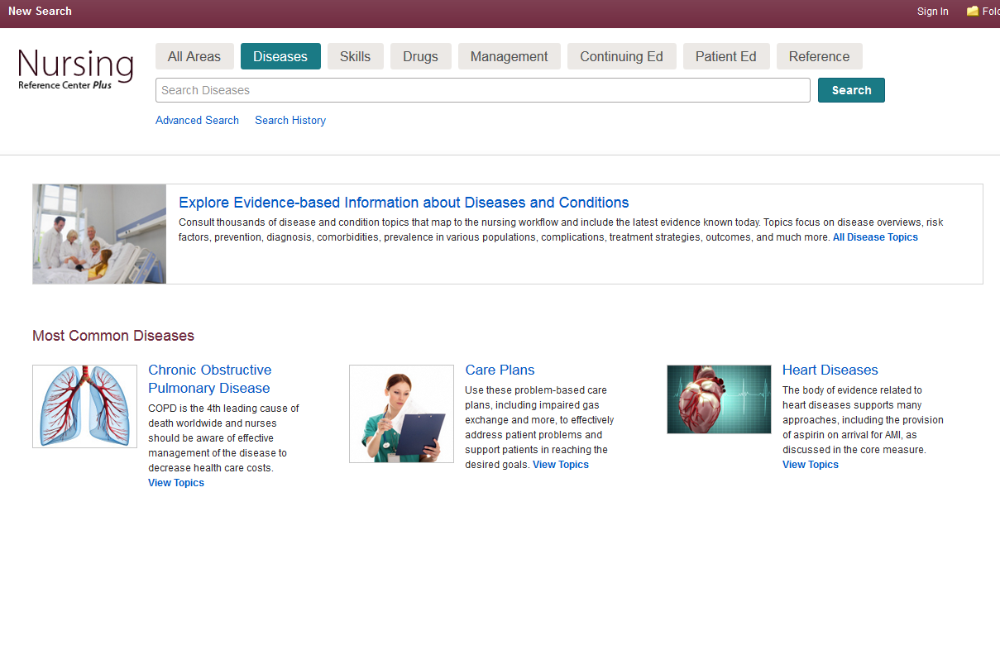 New Search
Sign In
Nursing
Reference Center Plus
All Areas
Diseases
Skills
Drugs
Management
Continuing Ed
Patient Ed
Reference
Search Diseases
Search
Advanced Search
Search History
Explore Evidence-based Information about Diseases and Conditions
Consult thousands of disease and condition topics that map to the nursing workflow and include the latest evidence known today. Topics focus on disease overviews, risk
factors, prevention, diagnosis, comorbidities, prevalence in various populations, complications, treatment strategies, outcomes, and much more. All Disease Topics
Most Common Diseases
Chronic Obstructive
Pulmonary Disease
COPD is the 4th leading cause of
death worldwide and nurses
should be aware of effective
management of the disease to
decrease health care costs.
View Topics
Care Plans
Use these problem-based care
plans, including impaired gas
exchange and more, to effectively
address patient problems and
support patients in reaching the
desired goals. View Topics
Heart Diseases
The body of evidence related to
heart diseases supports many
approaches, including the provision
of aspirin on arrival for AMI, as
discussed in the core measure.
View Topics